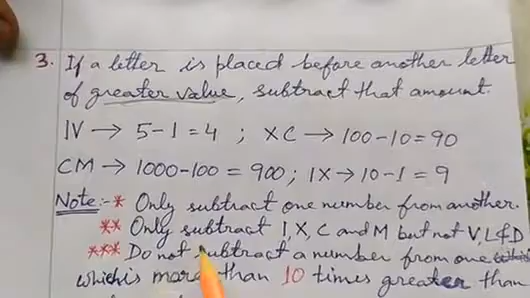 3. If a letter is placed before another letter
of greater value, subtract that amount.
IV → 5-1=4 ; XC → 100-10=90
CM → 1000-100=900; IX → 10-1=9
Note:-* Only subtract one number from another.
** Only subtract I, X, C and M but not V, L & D
*** Do not subtract a number from one
which is more than 10 times greater than